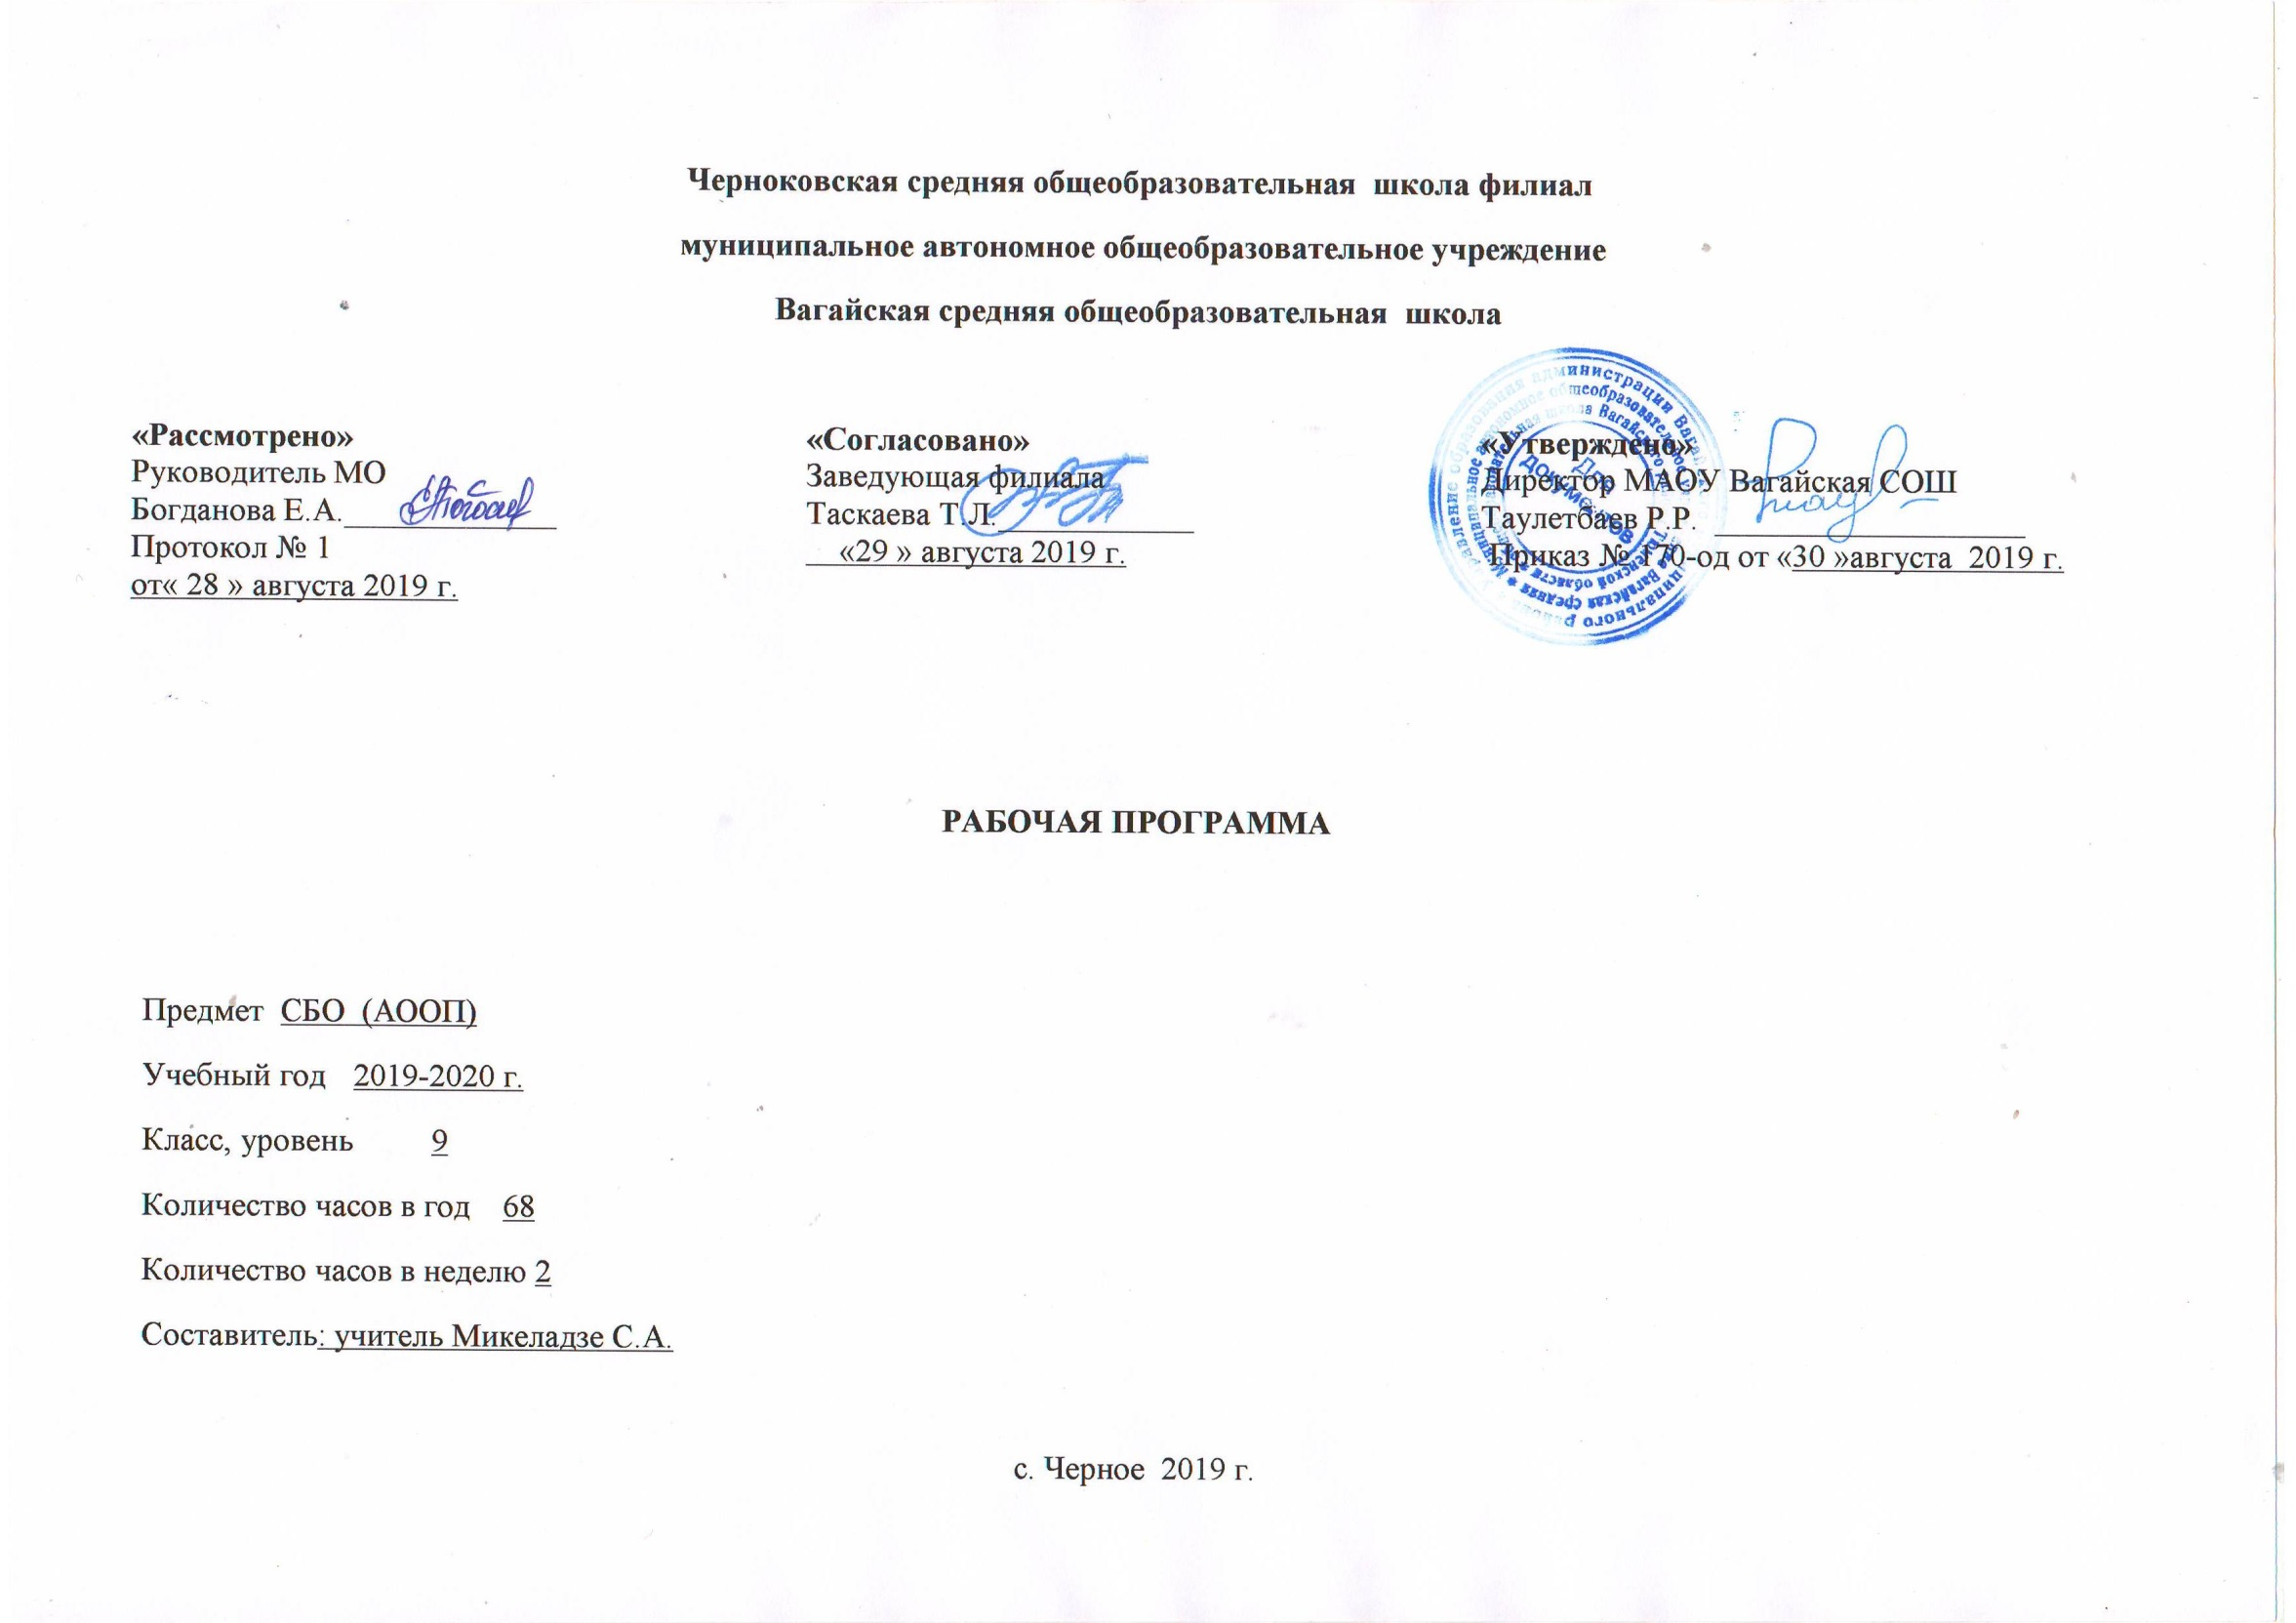 Черноковская средняя общеобразовательная школа филиал
муниципальное автономное общеобразовательное учреждение
Вагайская средняя общеобразовательная школа
«Рассмотрено»
Руководитель МО
Богданова Е.А.
Протокол № 1
от« 28 » августа 2019 г.
«Согласовано»
Заведующая филиала
Таскаева Т.Л.
«29 » августа 2019 г.
«Утверждено»
Директор МАОУ Вагайская СОШ
Таулетбаев Р.Р.
Приказ № 170-од от «30 »августа 2019 г.
Для
документов
РАБОЧАЯ ПРОГРАММА
Предмет СБО (АООП)
Учебный год 2019-2020 г.
Класс, уровень 9
Количество часов в год 68
Количество часов в неделю 2
Составитель: учитель Микеладзе С.А.
с. Черное 2019 г.